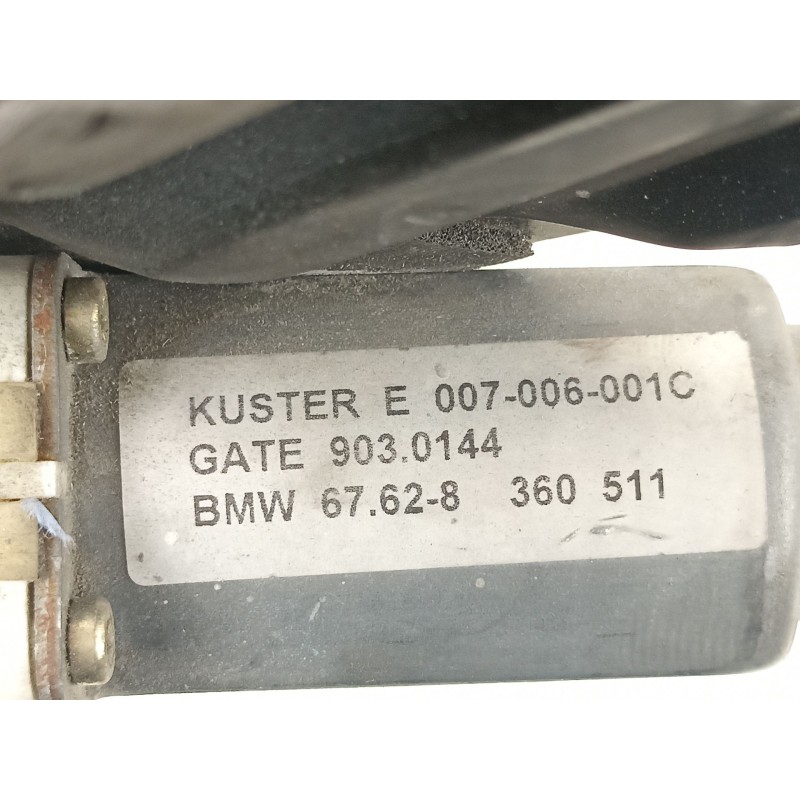 KUSTER E 007-006-001C
GATE 903.0144
BMW 67.62-8 360 511